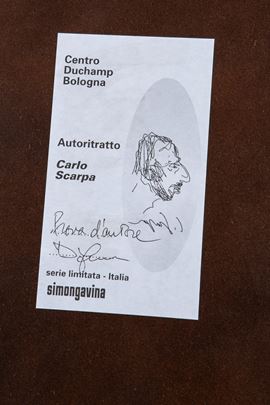 Centro
Duchamp
Bologna
Autoritratto
Carlo
Scarpa
Prova d'autore
serie limitata - Italia
simongavina